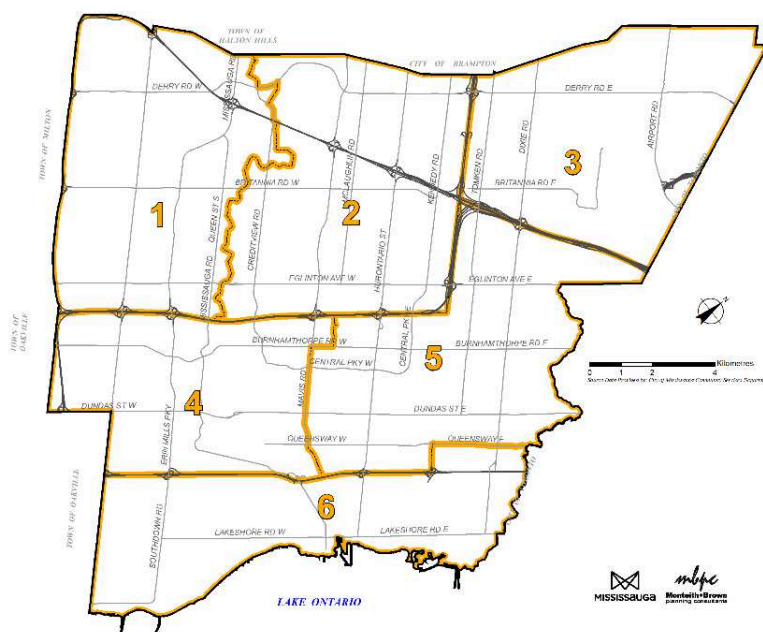 TOWN OF
HALTON HILLS
CITY OF BRAMPTON
DERRY RD W
MISSISSAUGA RD
DERRY RD E
AIRPORT RD
TOWN OF MILTON
MCLAUGHLIN RD
KENNEDY RD
TOMKEN RD
DIXIE RD
3
BRITANNIA RD W
BRITANNIA RD E
1
QUEEN ST S
CREDITVIEW RD
2
HURONTARIO ST
MISSISSAUGA RD
EGLINTON AVE W
EGLINTON AVE E
TOWN OF
OAKVILLE
BURNHAMTHORPE RD W
CENTRAL PKY E
5
BURNHAMTHORPE RD E
CENTRAL PKY W
MAVIS RD
0 1 2 4
Kilometres
4
DUNDAS ST W
DUNDAS ST E
ERIN MILLS PKY
QUEENSWAY W
QUEENSWAY E
TOWN OF OAKVILLE
SOUTHDOWN RD
6
LAKESHORE RD W
LAKESHORE RD E
LAKE ONTARIO
MISSISSAUGA
mbpc
Monteith+Brown
planning consultants